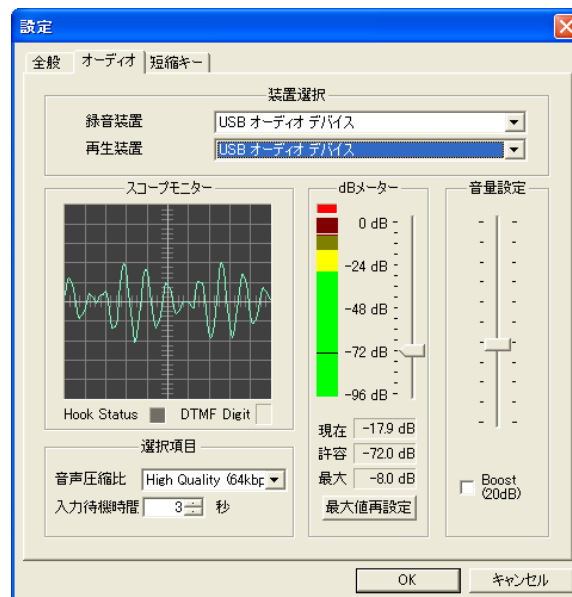 設定
全般 オーディオ 短縮キー
装置選択
録音装置 USB オーディオ デバイス
再生装置 USB オーディオ デバイス
スコープモニター
Hook Status DTMF Digit
選択項目
音声圧縮比 High Quality (64kbp
入力待機時間 3 秒
dBメーター
0 dB
-24 dB
-48 dB
-72 dB
-96 dB
現在 -17.9 dB
許容 -72.0 dB
最大 -8.0 dB
最大値再設定
音量設定
Boost
(20dB)
OK キャンセル